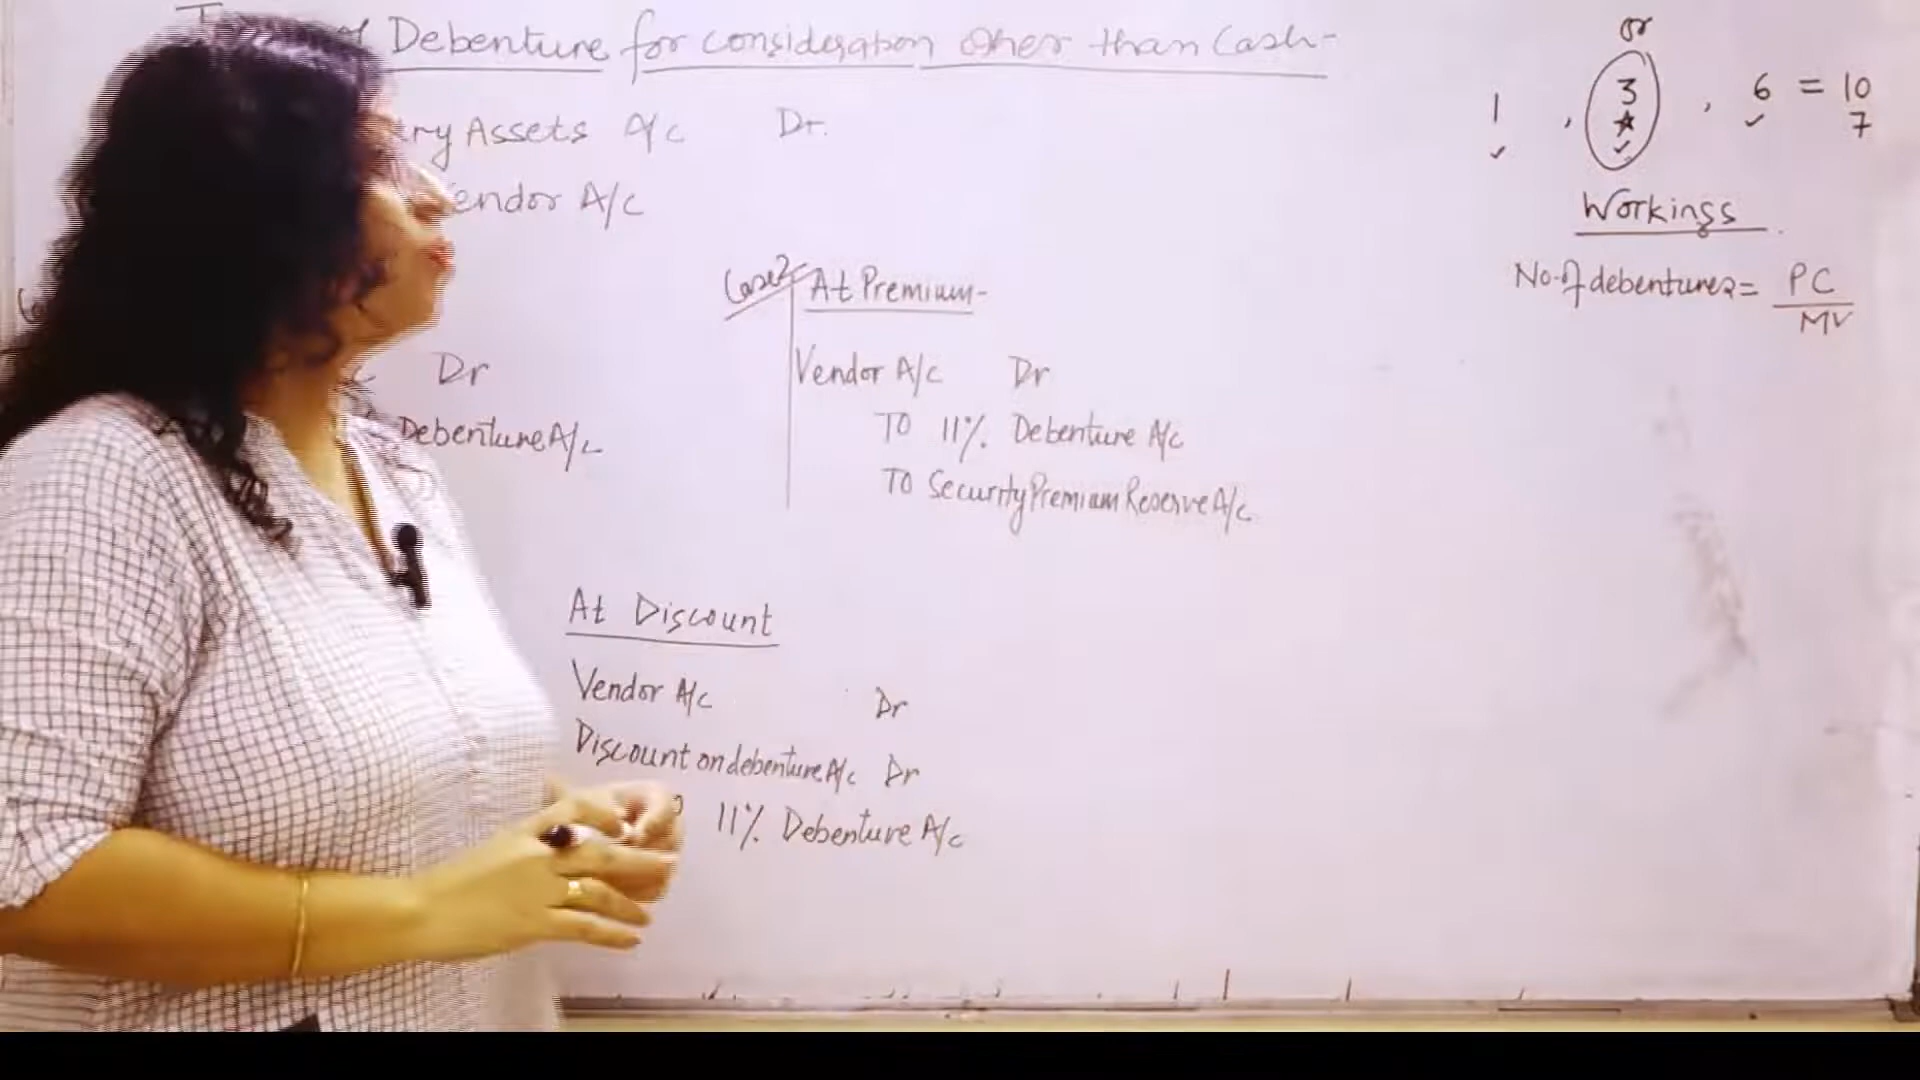 Debenture for consideration other than Cash-
Assets A/c Dr.
Vendor A/c
Case 2 At Premium-
Dr
Debenture A/c
Vendor A/c Dr
TO 11% Debenture A/c
TO Security Premium Reserve A/c
At Discount
Vendor A/c Dr
Discount on debenture A/c Dr
11% Debenture A/c
or
1 , 3 , 6 = 10
7
Workings
No. of debentures = PC
MV